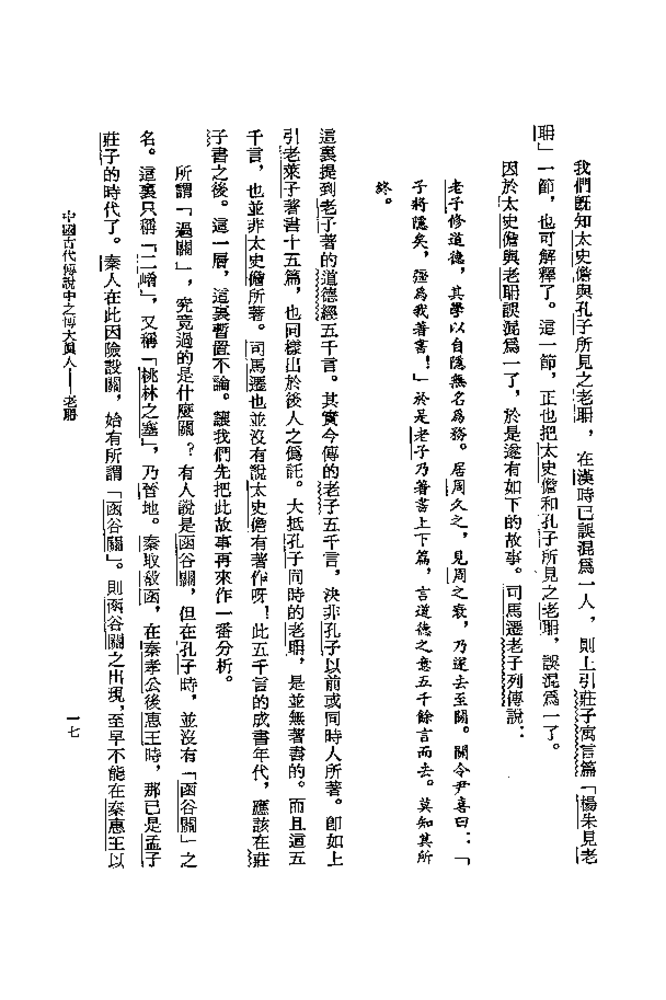 我們既知太史儋與孔子所見之老聃，在漢時已誤混爲一人，則上引莊子寓言篇「楊朱見老
聃」一節，也可解釋了。這一節，正也把太史儋和孔子所見之老聃，誤混爲一了。
因於太史儋與老聃誤混爲一了，於是遂有如下的故事。司馬遷老子列傳說：
老子修道德，其學以自隱無名爲務。居周久之，見周之衰，乃遂去至關。關令尹喜曰：「
子將隱矣，彊爲我著書！」於是老子乃著書上下篇，言道德之意五千餘言而去。莫知其所
終。
這裏提到老子著的道德經五千言。其實今傳的老子五千言，決非孔子以前或同時人所著。卽如上
引老萊子著書十五篇，也同樣出於後人之僞託。大抵孔子同時的老聃，是並無著書的。而且這五
千言，也並非太史儋所著。司馬遷也並沒有說太史儋有著作呀！此五千言的成書年代，應該在莊
子書之後。這一層，這裏暫置不論。讓我們先把此故事再來作一番分析。
所謂「過關」，究竟過的是什麼關？有人說是函谷關，但在孔子時，並沒有「函谷關」之
名。這裏只稱「二崤」，又稱「桃林之塞」，乃晉地。秦取殽函，在秦孝公後惠王時，那已是孟子
莊子的時代了。秦人在此因險設關，始有所謂「函谷關」。則函谷關之出現，至早不能在秦惠王以
中國古代傳說中之博大眞人——老聃
一七